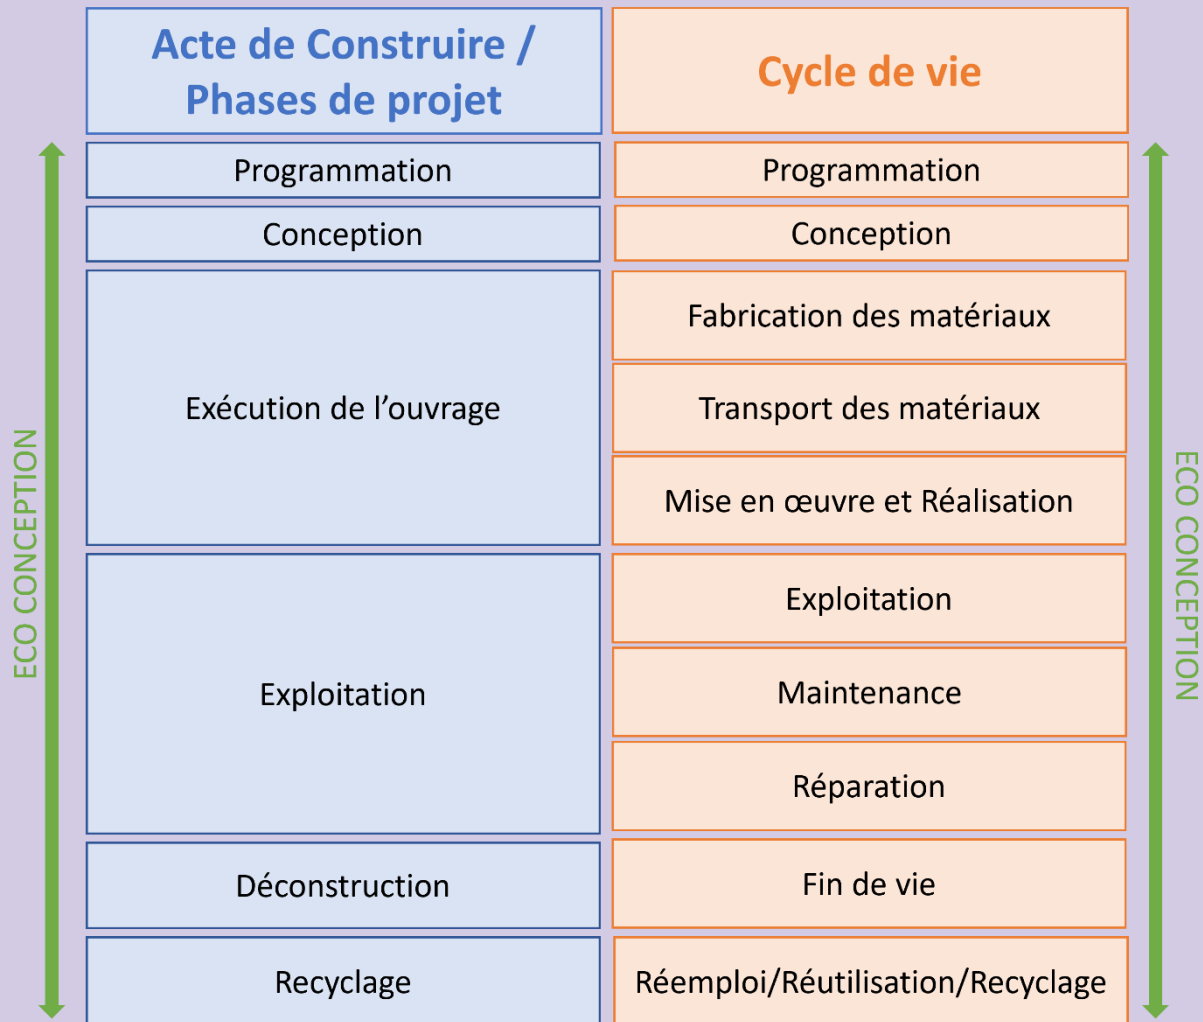 Acte de Construire /
Phases de projet
Cycle de vie
Programmation
Programmation
Conception
Conception
Exécution de l'ouvrage
Fabrication des matériaux
Transport des matériaux
Mise en œuvre et Réalisation
Exploitation
Exploitation
Maintenance
Réparation
Déconstruction
Fin de vie
Recyclage
Réemploi/Réutilisation/Recyclage
ECO CONCEPTION
ECO CONCEPTION